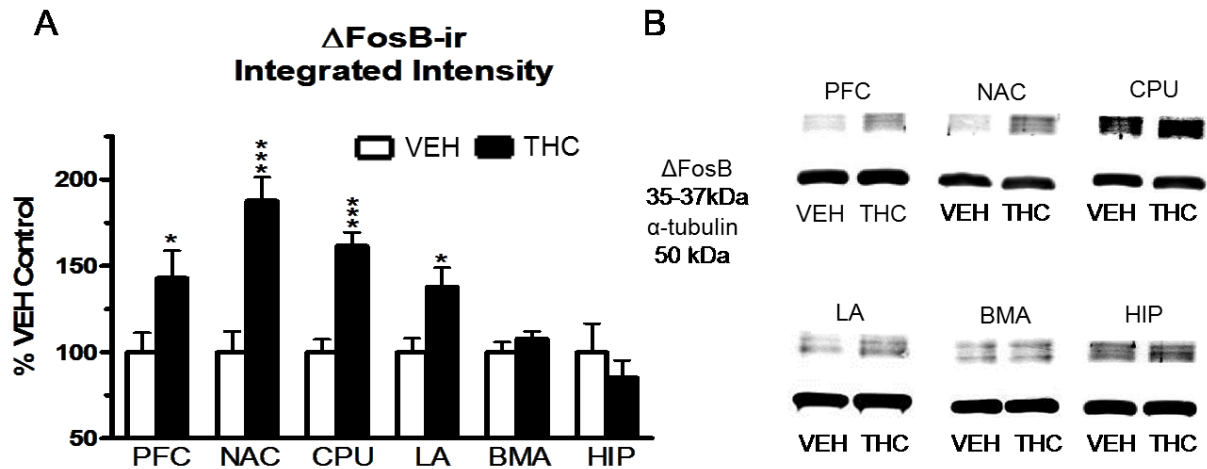 A
ΔFosB-ir
Integrated Intensity
VEH THC
% VEH Control
200
150
100
50
*
***
***
*
PFC NAC CPU LA BMA HIP
B
PFC NAC CPU
ΔFosB
35-37kDa
α-tubulin
50 kDa
VEH THC VEH THC VEH THC
LA BMA HIP
VEH THC VEH THC VEH THC